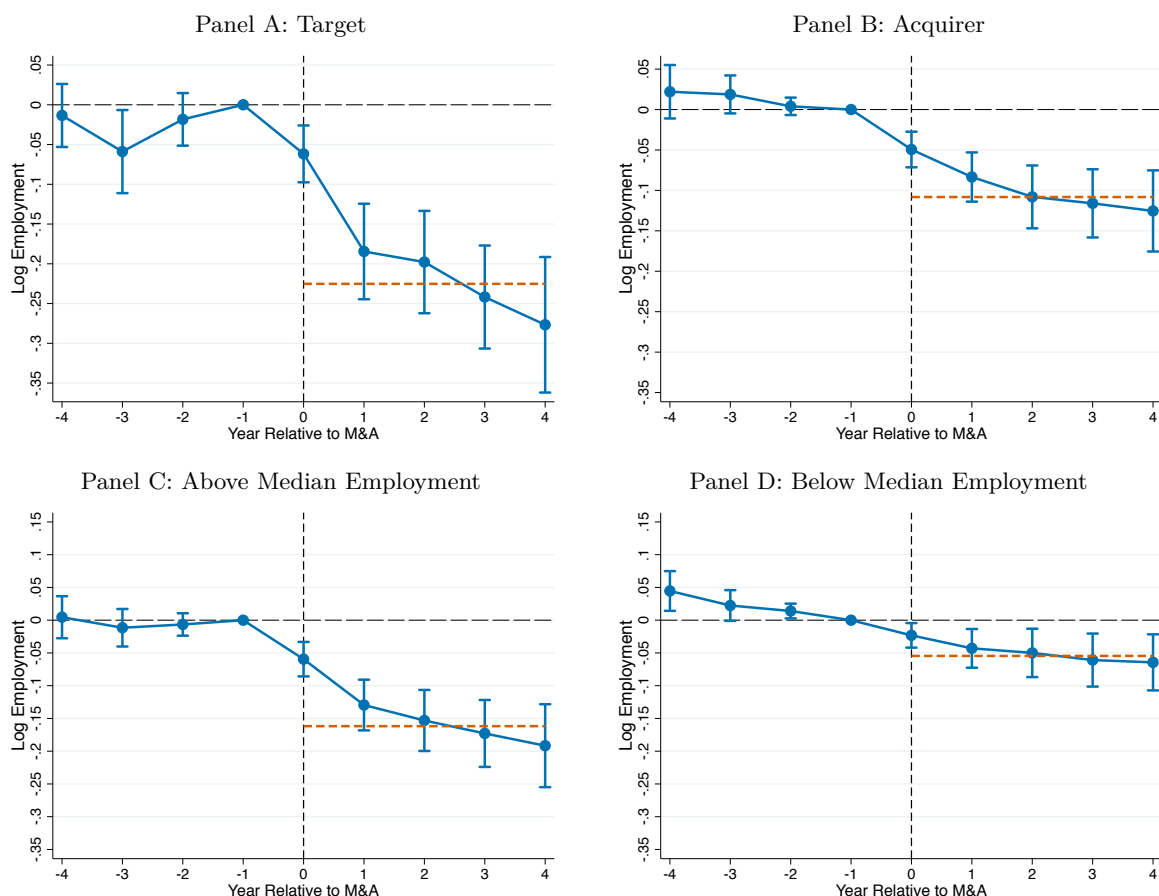 Panel A: Target
.05
0
-.05
-.1
-.15
-.2
-.25
-.3
-.35
Log Employment
-4 -3 -2 -1 0 1 2 3 4
Year Relative to M&A
Panel B: Acquirer
.05
0
-.05
-.1
-.15
-.2
-.25
-.3
-.35
Log Employment
-4 -3 -2 -1 0 1 2 3 4
Year Relative to M&A
Panel C: Above Median Employment
.15
.1
.05
0
-.05
-.1
-.15
-.2
-.25
-.3
-.35
Log Employment
-4 -3 -2 -1 0 1 2 3 4
Year Relative to M&A
Panel D: Below Median Employment
.15
.1
.05
0
-.05
-.1
-.15
-.2
-.25
-.3
-.35
Log Employment
-4 -3 -2 -1 0 1 2 3 4
Year Relative to M&A